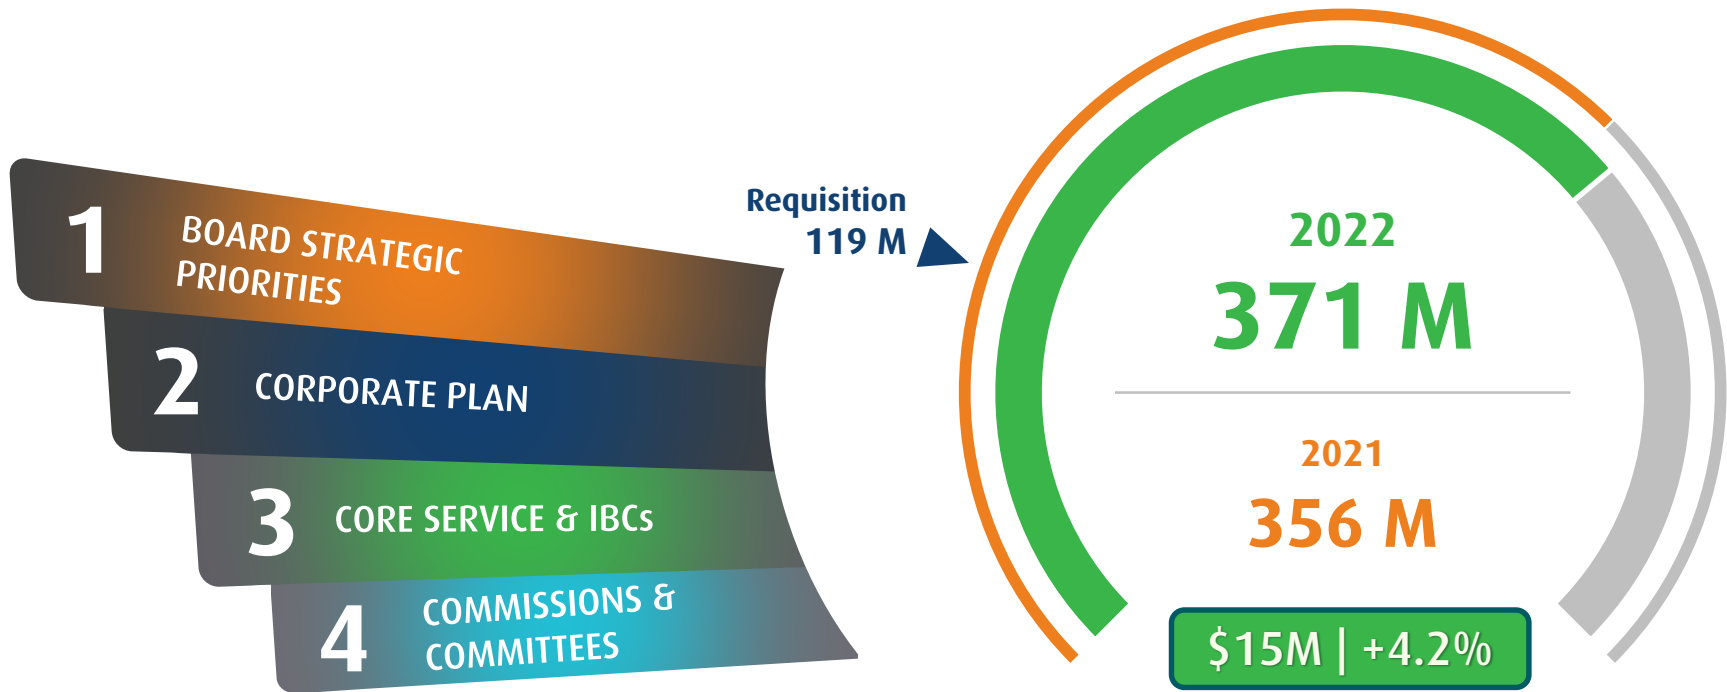 1
BOARD STRATEGIC
PRIORITIES
2
CORPORATE PLAN
3
CORE SERVICE & IBCs
4
COMMISSIONS &
COMMITTEES
Requisition
119 M
2022
371 M
2021
356 M
$15M | +4.2%